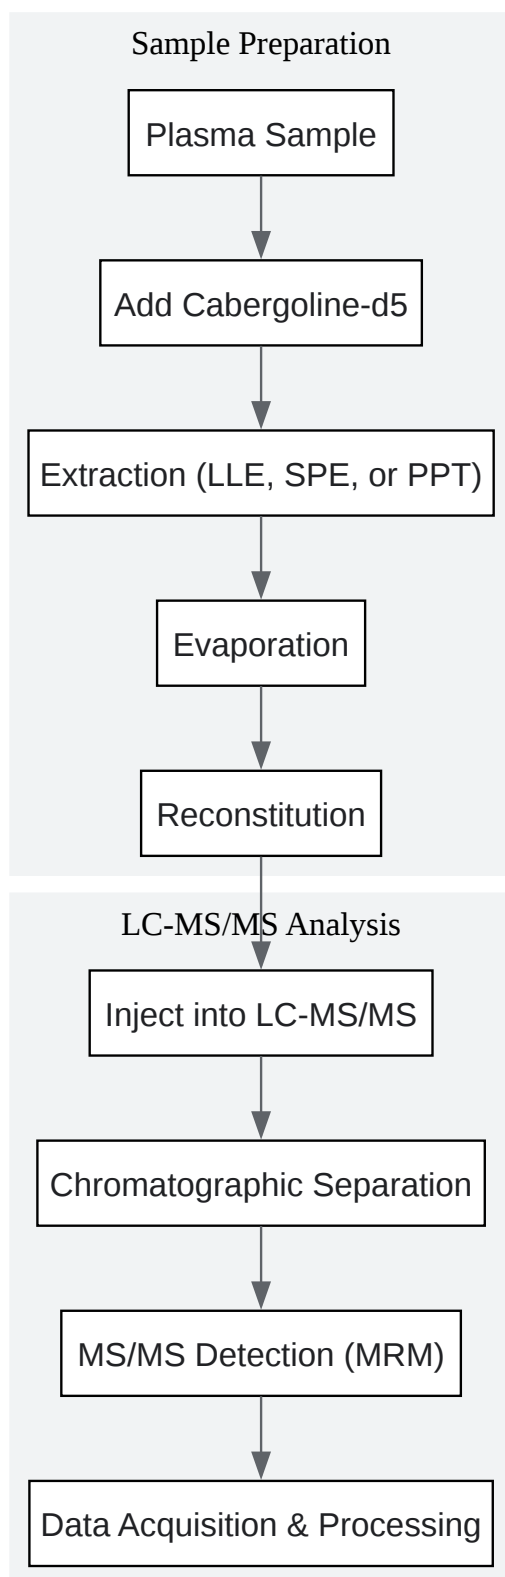 Sample Preparation
Plasma Sample
Add Cabergoline-d5
Extraction (LLE, SPE, or PPT)
Evaporation
Reconstitution
LC-MS/MS Analysis
Inject into LC-MS/MS
Chromatographic Separation
MS/MS Detection (MRM)
Data Acquisition & Processing